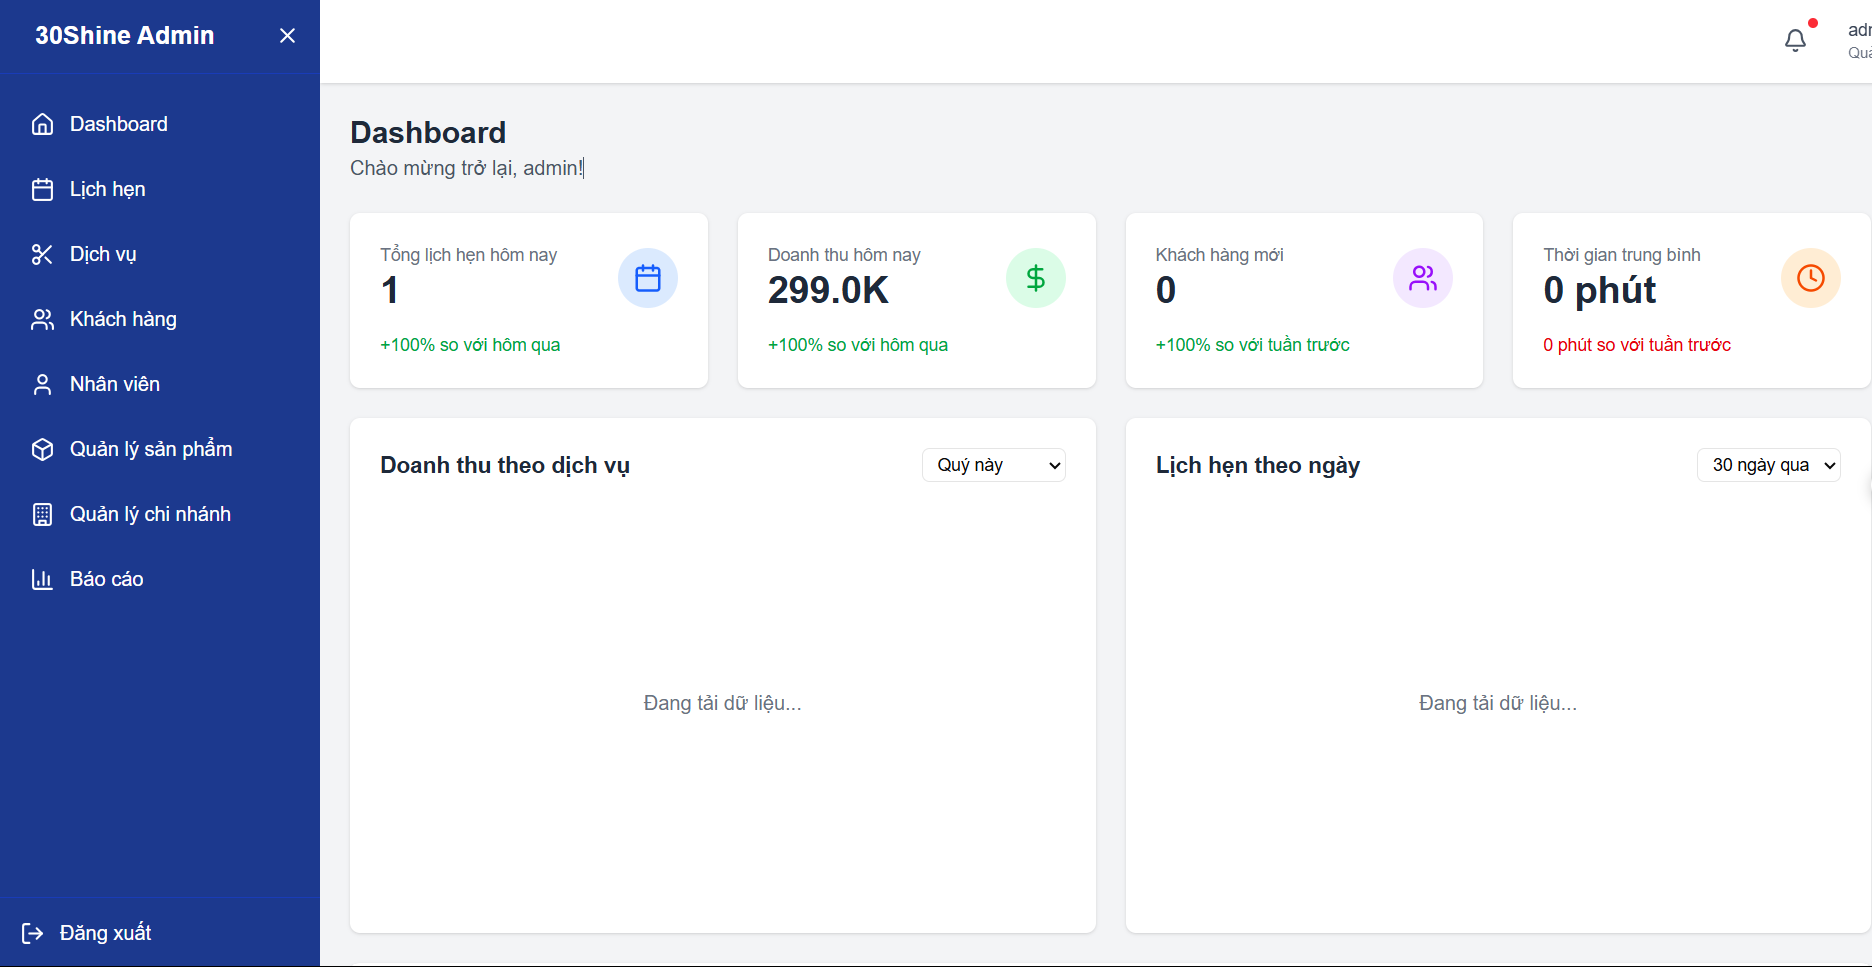 30Shine Admin
Dashboard
Lịch hẹn
Dịch vụ
Khách hàng
Nhân viên
Quản lý sản phẩm
Quản lý chi nhánh
Báo cáo
Đăng xuất
Dashboard
Chào mừng trở lại, admin!
Tổng lịch hẹn hôm nay
1
+100% so với hôm qua
Doanh thu hôm nay
299.0K
+100% so với hôm qua
Khách hàng mới
0
+100% so với tuần trước
Thời gian trung bình
0 phút
0 phút so với tuần trước
Doanh thu theo dịch vụ
Quý này
Đang tải dữ liệu...
Lịch hẹn theo ngày
30 ngày qua
Đang tải dữ liệu...